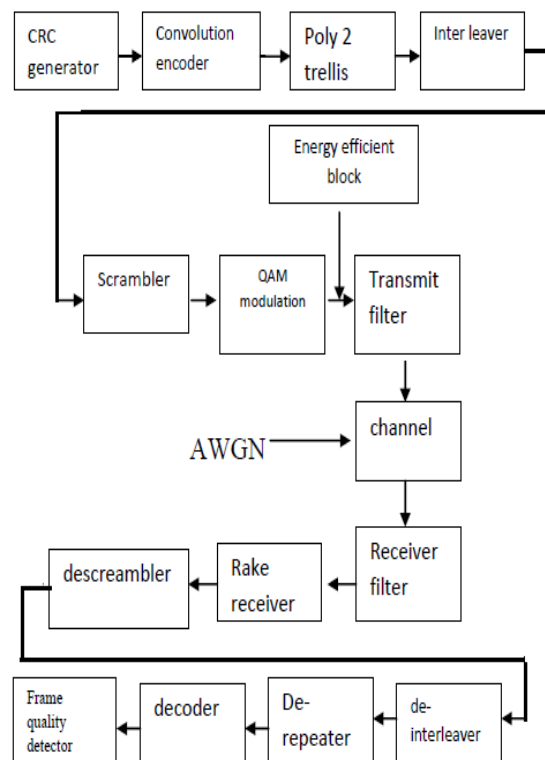 CRC
generator
Convolution
encoder
Poly 2
trellis
Inter leaver
Energy efficient
block
Scrambler
QAM
modulation
Transmit
filter
AWGN
channel
descreambler
Rake
receiver
Receiver
filter
Frame
quality
detector
decoder
De-
repeater
de-
interleaver